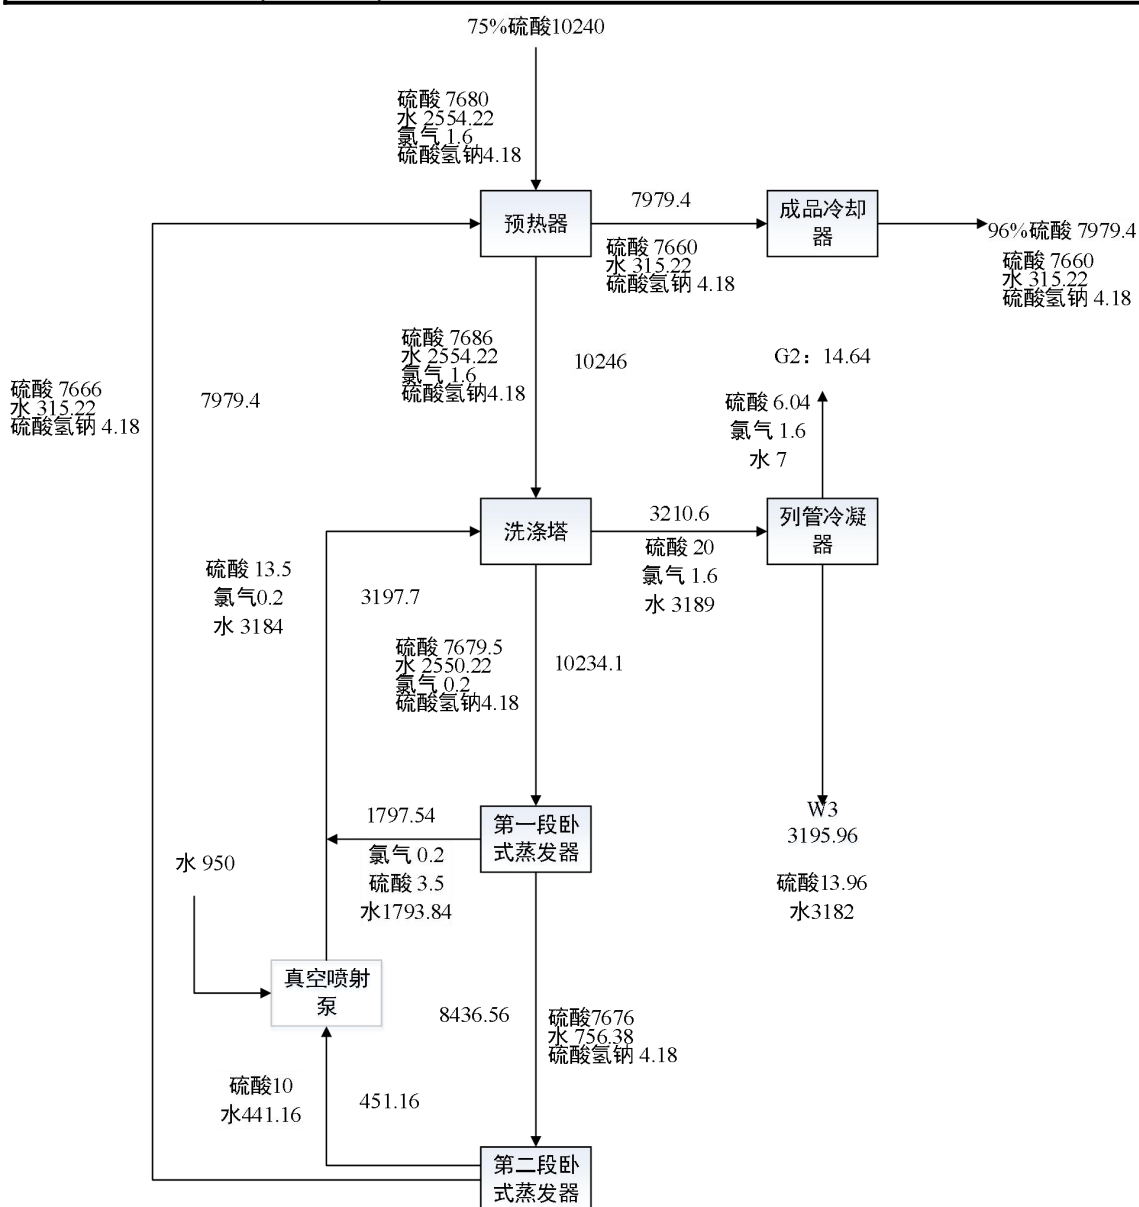 75%硫酸10240
硫酸 7680
水 2554.22
氯气 1.6
硫酸氢钠4.18
预热器
7979.4
硫酸 7660
水 315.22
硫酸氢钠 4.18
成品冷却
器
96%硫酸 7979.4
硫酸 7660
水 315.22
硫酸氢钠 4.18
硫酸 7686
水 2554.22
氯气 1.6
硫酸氢钠4.18
10246
G2：14.64
硫酸 6.04
氯气 1.6
水 7
硫酸 7666
水 315.22
硫酸氢钠 4.18
7979.4
洗涤塔
3210.6
硫酸 20
氯气 1.6
水 3189
列管冷凝
器
硫酸 13.5
氯气0.2
水 3184
3197.7
硫酸 7679.5
水 2550.22
氯气 0.2
硫酸氢钠4.18
10234.1
W3
3195.96
硫酸13.96
水3182
1797.54
氯气 0.2
硫酸 3.5
水1793.84
第一段卧
式蒸发器
水 950
真空喷射
泵
8436.56
硫酸7676
水 756.38
硫酸氢钠 4.18
硫酸10
水441.16
451.16
第二段卧
式蒸发器